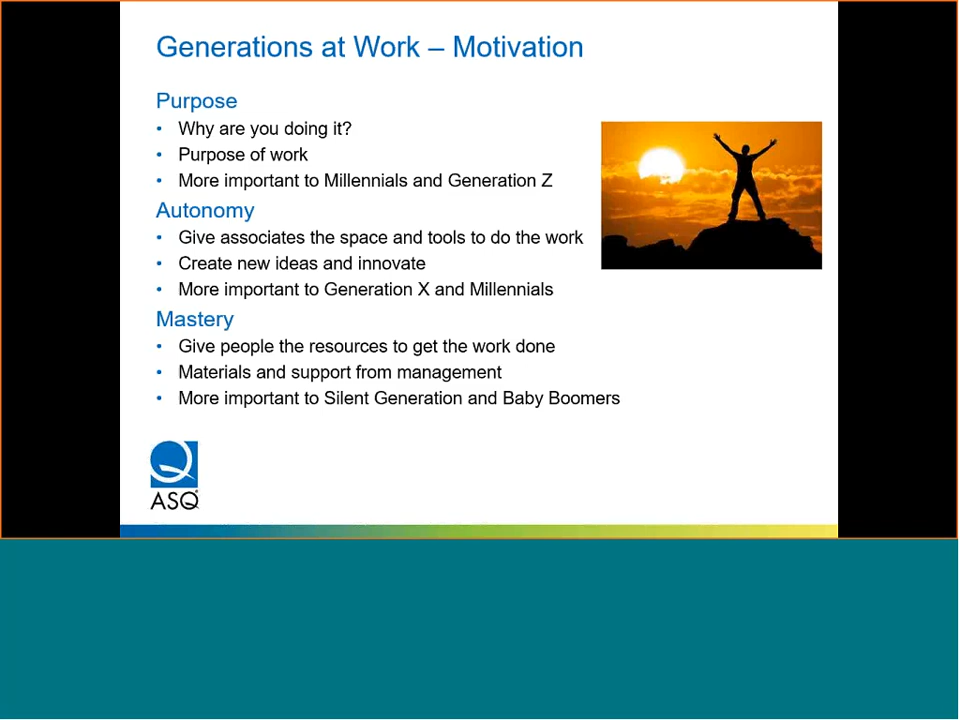 Generations at Work – Motivation
Purpose
• Why are you doing it?
• Purpose of work
• More important to Millennials and Generation Z
Autonomy
• Give associates the space and tools to do the work
• Create new ideas and innovate
• More important to Generation X and Millennials
Mastery
• Give people the resources to get the work done
• Materials and support from management
• More important to Silent Generation and Baby Boomers
ASQ